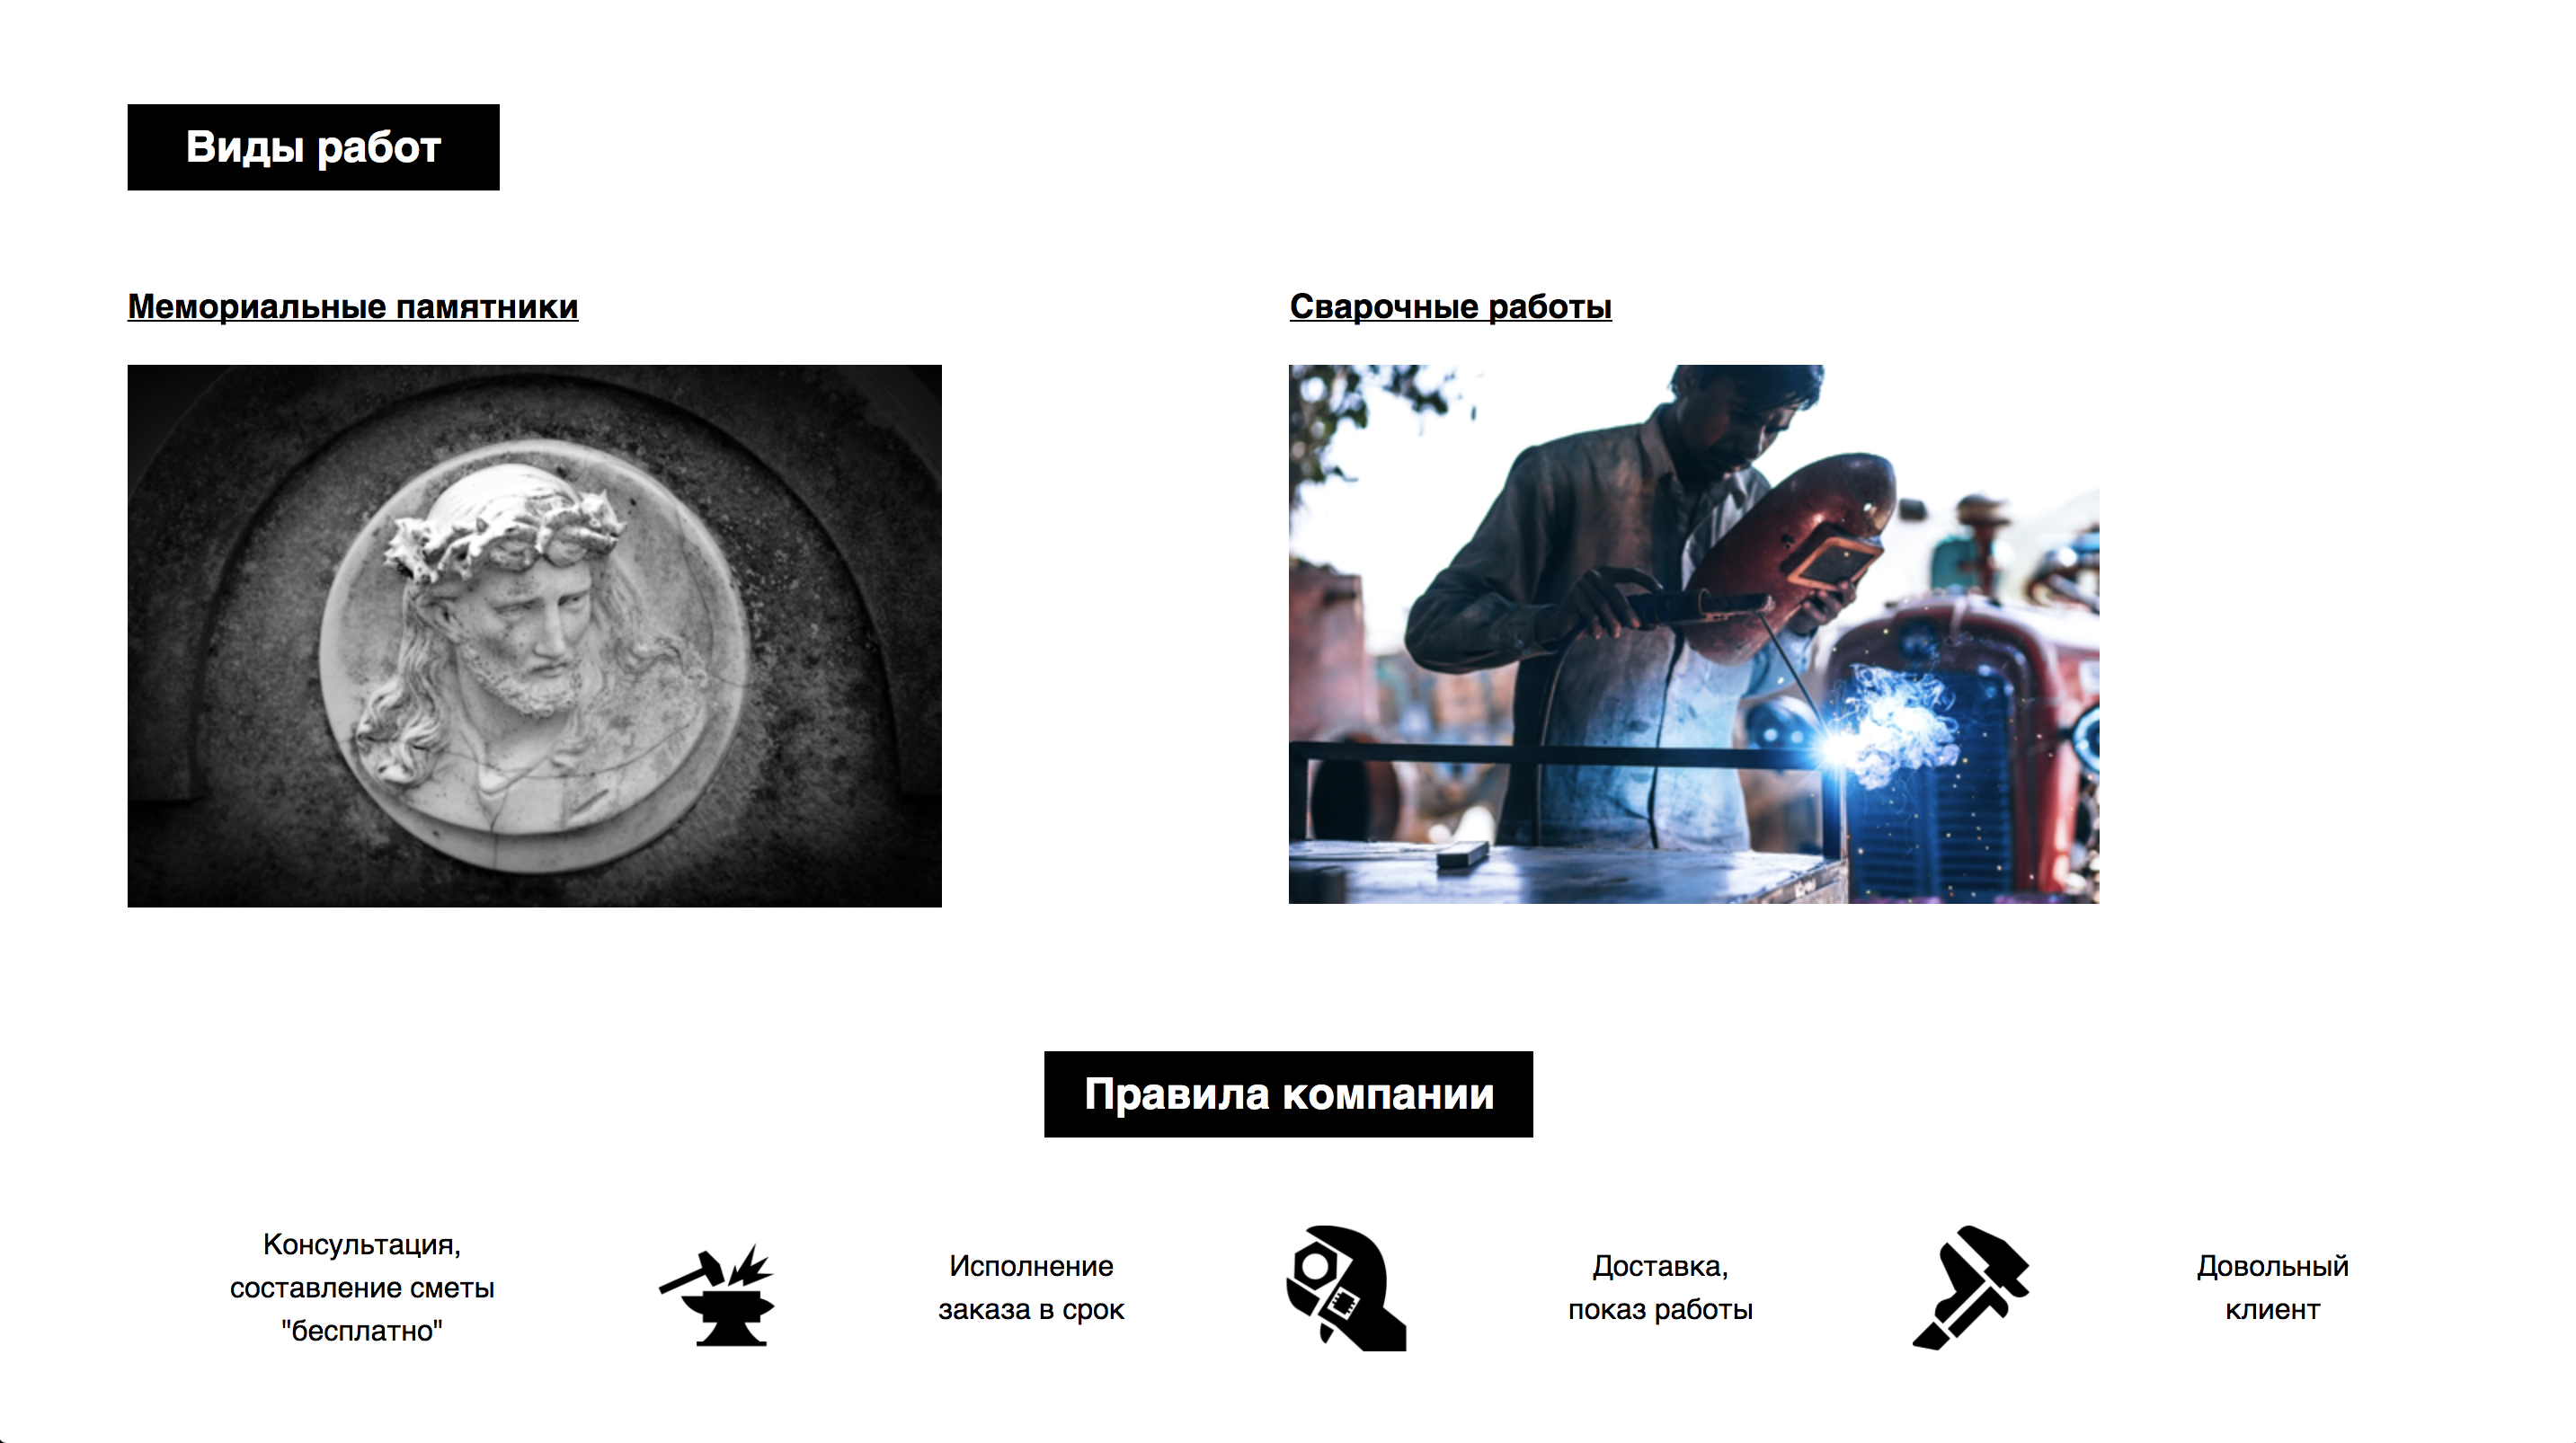 Виды работ
Мемориальные памятники
Сварочные работы
Правила компании
Консультация,
составление сметы
"бесплатно"
Исполнение
заказа в срок
Доставка,
показ работы
Довольный
клиент